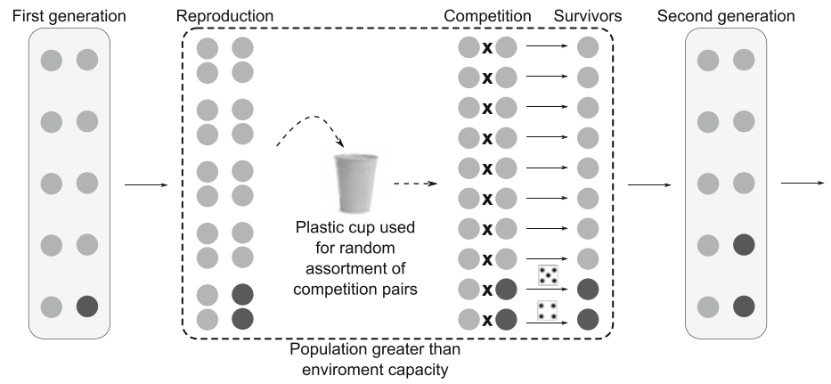 First generation
Reproduction
Competition
Survivors
Second generation
x
x
x
x
x
x
x
x
x
x
Plastic cup used
for random
assortment of
competition pairs
Population greater than
enviroment capacity